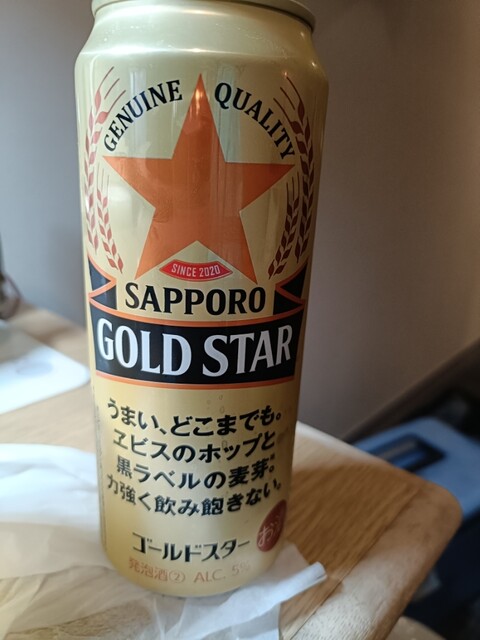 GENUINE QUALITY
SINCE 2020
SAPPORO
GOLD STAR
うまい、どこまでも。
ヱビスのホップと
黒ラベルの麦芽。
力強く飲み飽きない。
ゴールドスター
発泡酒② ALC. 5%